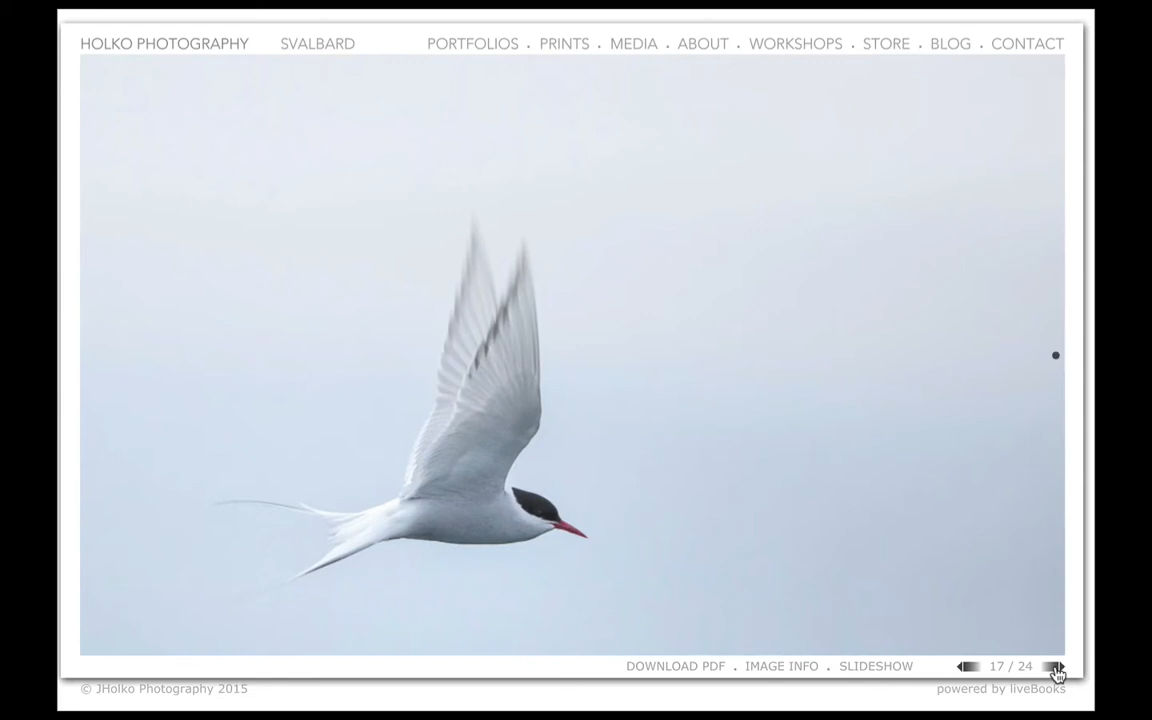 HOLKO PHOTOGRAPHY SVALBARD PORTFOLIOS . PRINTS . MEDIA . ABOUT . WORKSHOPS . STORE . BLOG . CONTACT
DOWNLOAD PDF . IMAGE INFO . SLIDESHOW 17 / 24
© JHolko Photography 2015 powered by liveBooks